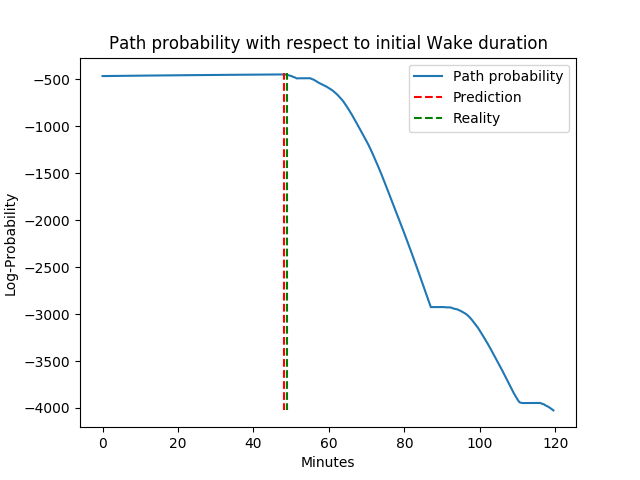 Path probability with respect to initial Wake duration
Path probability
Prediction
Reality
−500
−1000
−1500
−2000
−2500
−3000
−3500
−4000
Log-Probability
0 20 40 60 80 100 120
Minutes